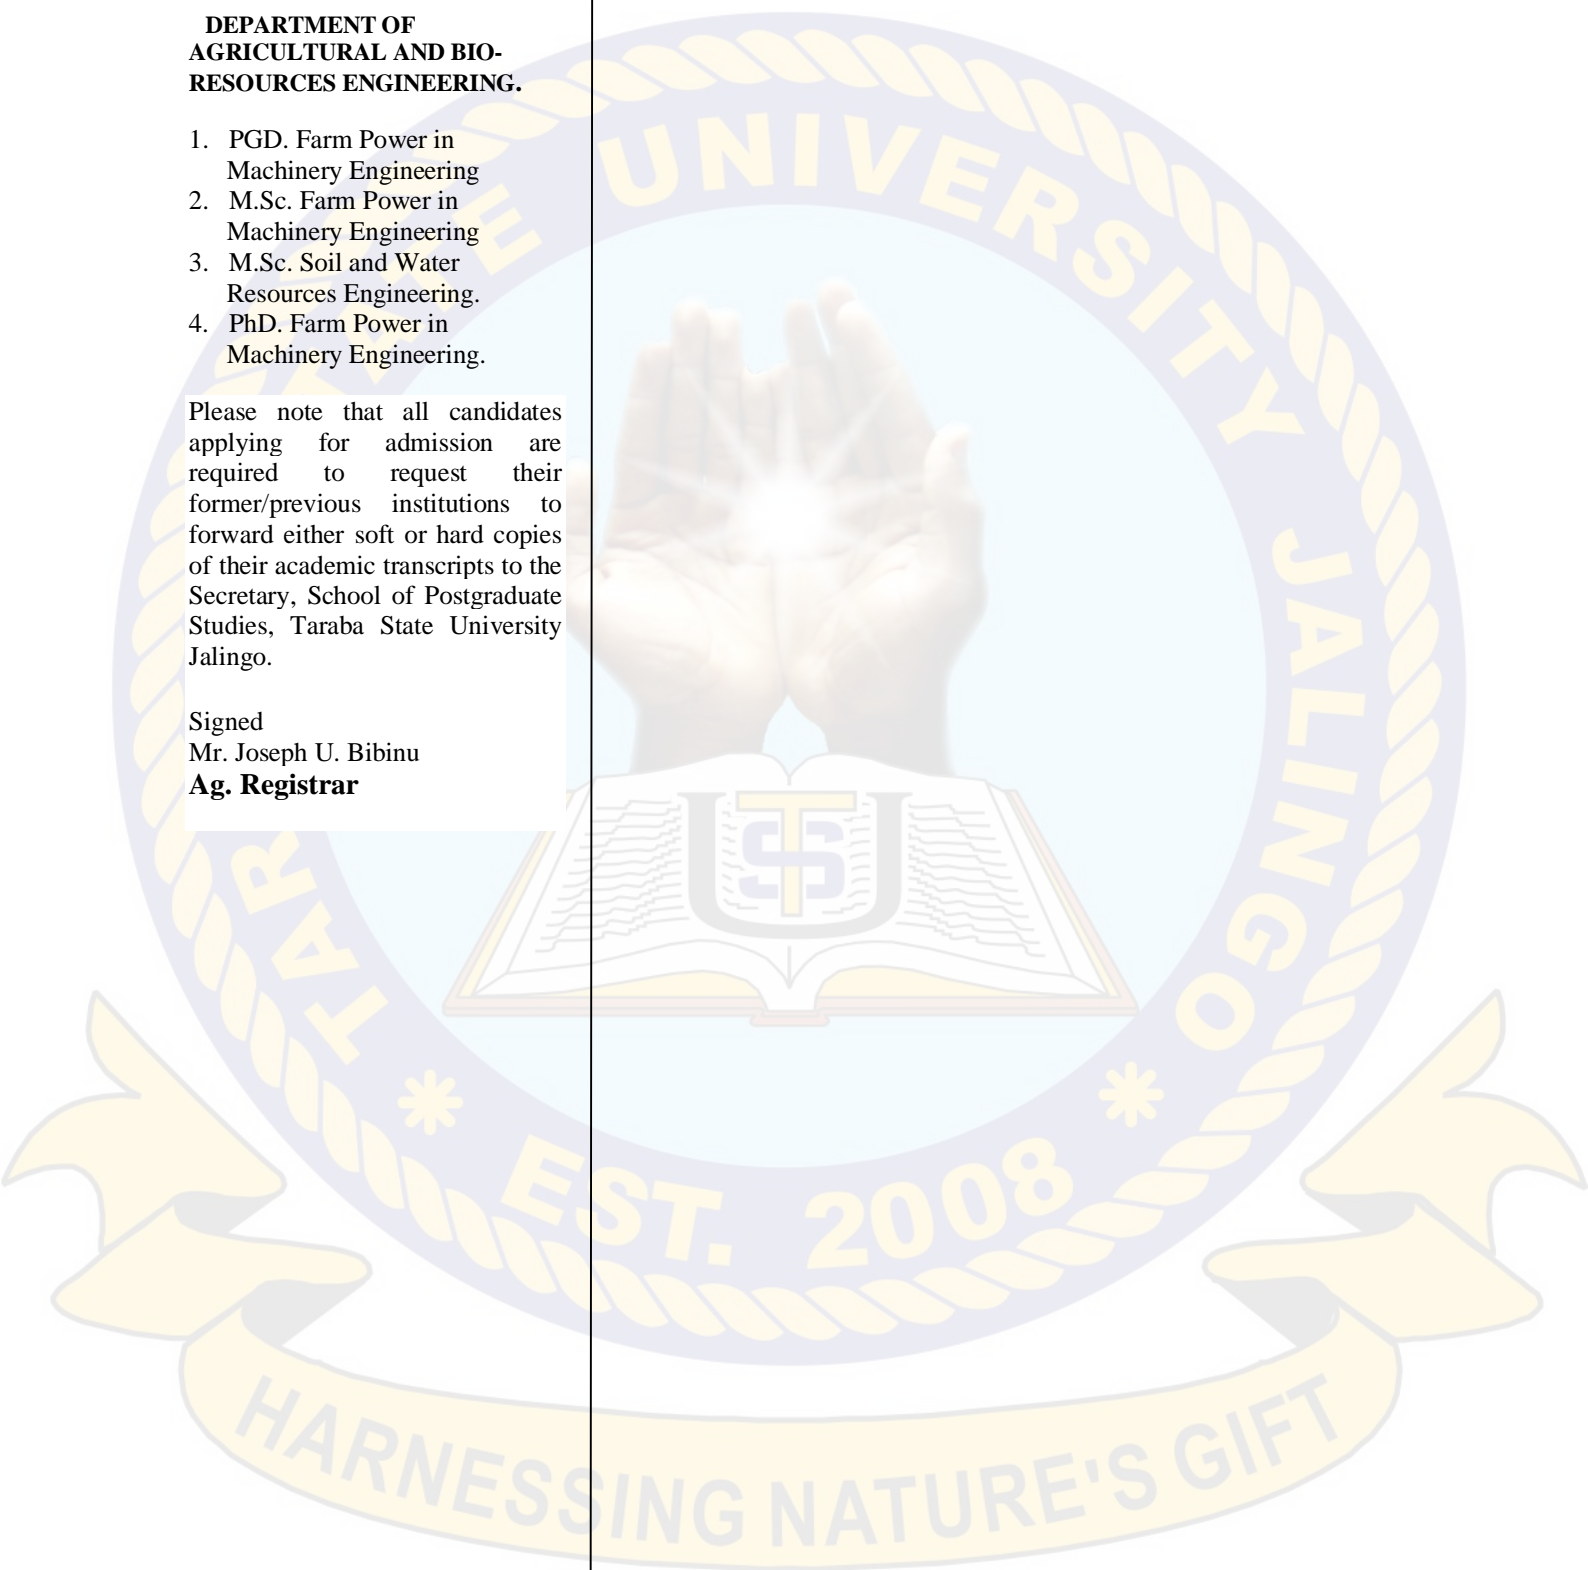 DEPARTMENT OF
AGRICULTURAL AND BIO-
RESOURCES ENGINEERING.
1. PGD. Farm Power in
Machinery Engineering
2. M.Sc. Farm Power in
Machinery Engineering
3. M.Sc. Soil and Water
Resources Engineering.
4. PhD. Farm Power in
Machinery Engineering.
Please note that all candidates
applying for admission are
required to request their
former/previous institutions to
forward either soft or hard copies
of their academic transcripts to the
Secretary, School of Postgraduate
Studies, Taraba State University
Jalingo.
Signed
Mr. Joseph U. Bibinu
Ag. Registrar
TAR TATE UNIVERSITY JALINGO
TSU
* EST. 2008 *
HARNESSING NATURE'S GIFT